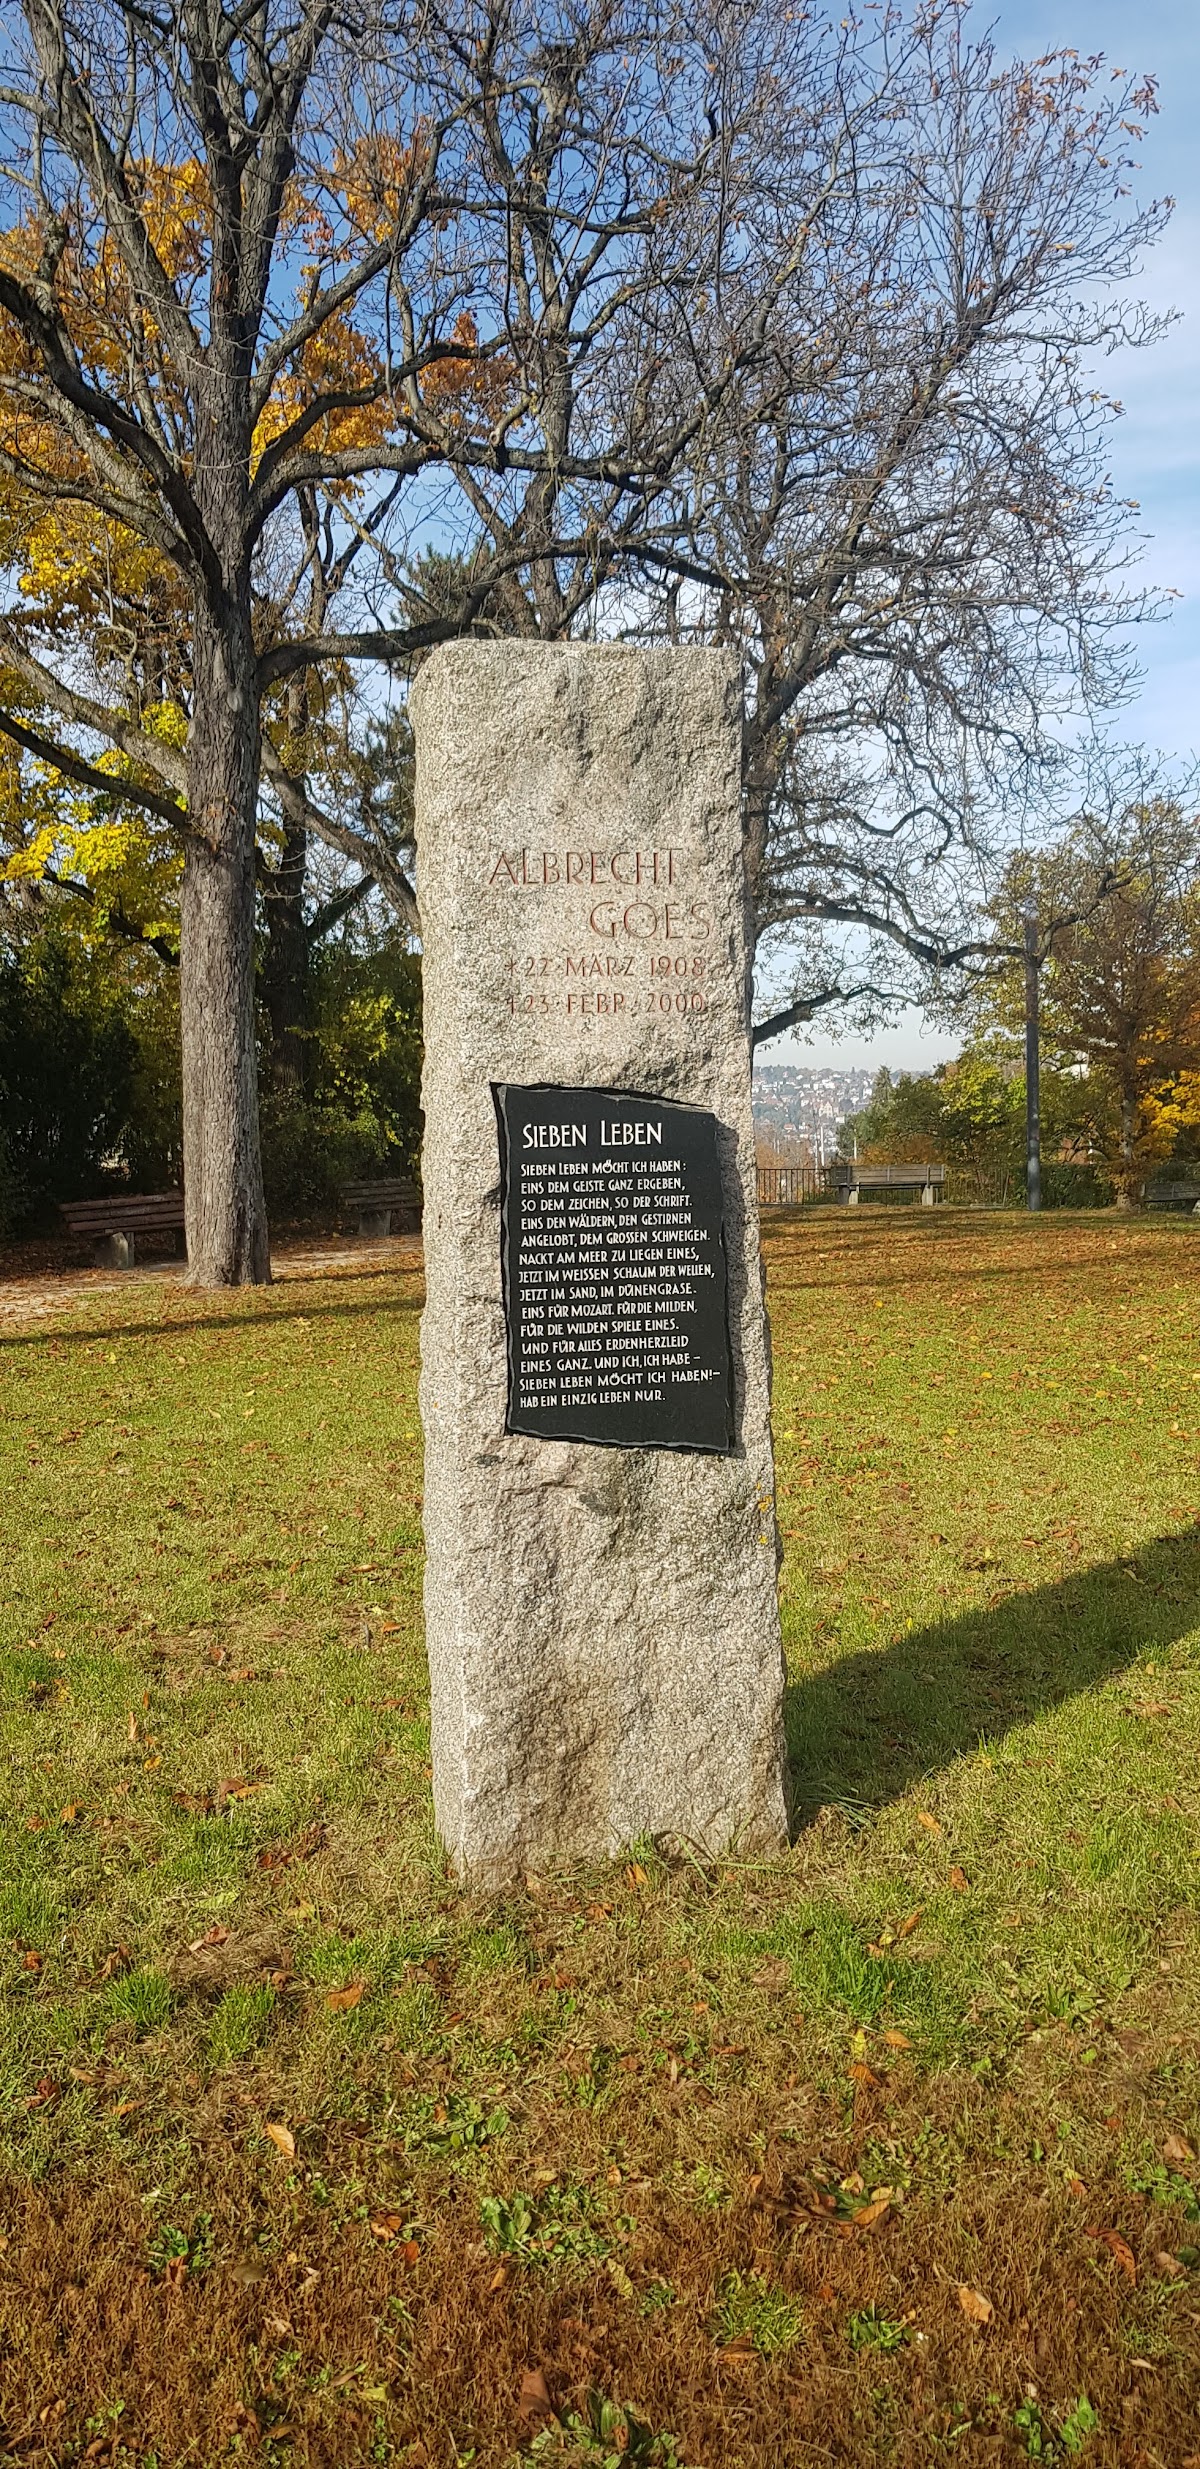 ALBRECHT
GOES
* 22. MÄRZ 1908
† 23. FEBR. 2000
SIEBEN LEBEN
SIEBEN LEBEN MÖCHT ICH HABEN:
EINS DEM GEISTE GANZ ERGEBEN,
SO DEM ZEICHEN, SO DER SCHRIFT.
EINS DEN WÄLDERN, DEN GESTIRNEN
ANGELOBT, DEM GROSSEN SCHWEIGEN.
NACKT AM MEER ZU LIEGEN EINES,
JETZT IM WEISSEN SCHAUM DER WELLEN,
JETZT IM SAND, IM DÜNENGRASE.
EINS FÜR MOZART. FÜR DIE MILDEN,
FÜR DIE WILDEN SPIELE EINES.
UND FÜR ALLES ERDENHERZLEID
EINES GANZ. UND ICH, ICH HABE –
SIEBEN LEBEN MÖCHT ICH HABEN! –
HAB EIN EINZIG LEBEN NUR.